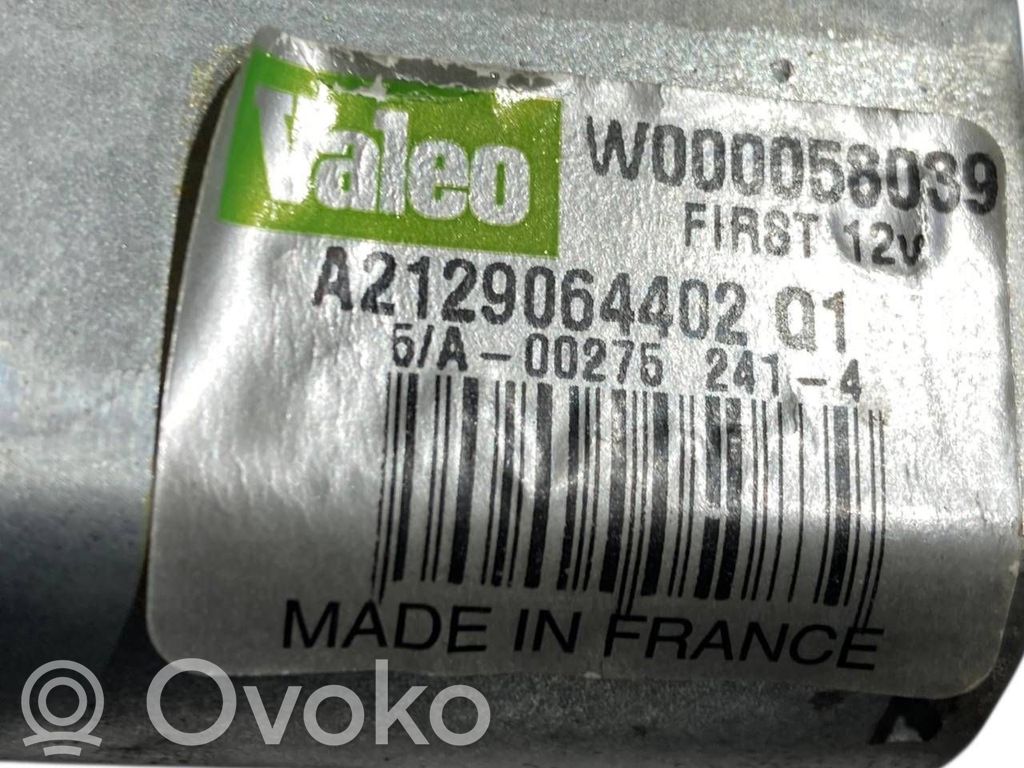 Valeo
W000058039
FIRST 12v
A2129064402 Q1
5/A-00275 241-4
MADE IN FRANCE
Ovoko